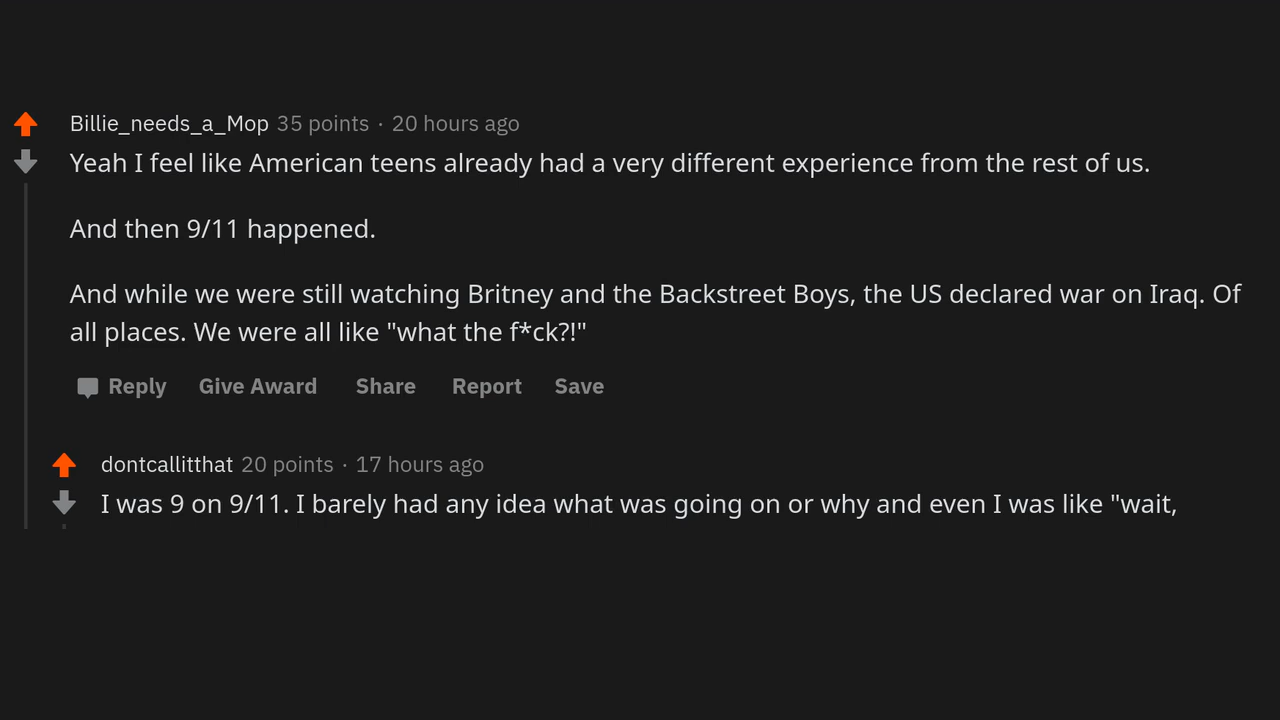 Billie_needs_a_Mop 35 points · 20 hours ago
Yeah I feel like American teens already had a very different experience from the rest of us.
And then 9/11 happened.
And while we were still watching Britney and the Backstreet Boys, the US declared war on Iraq. Of
all places. We were all like "what the f*ck?!"
Reply Give Award Share Report Save
dontcallitthat 20 points · 17 hours ago
I was 9 on 9/11. I barely had any idea what was going on or why and even I was like "wait,